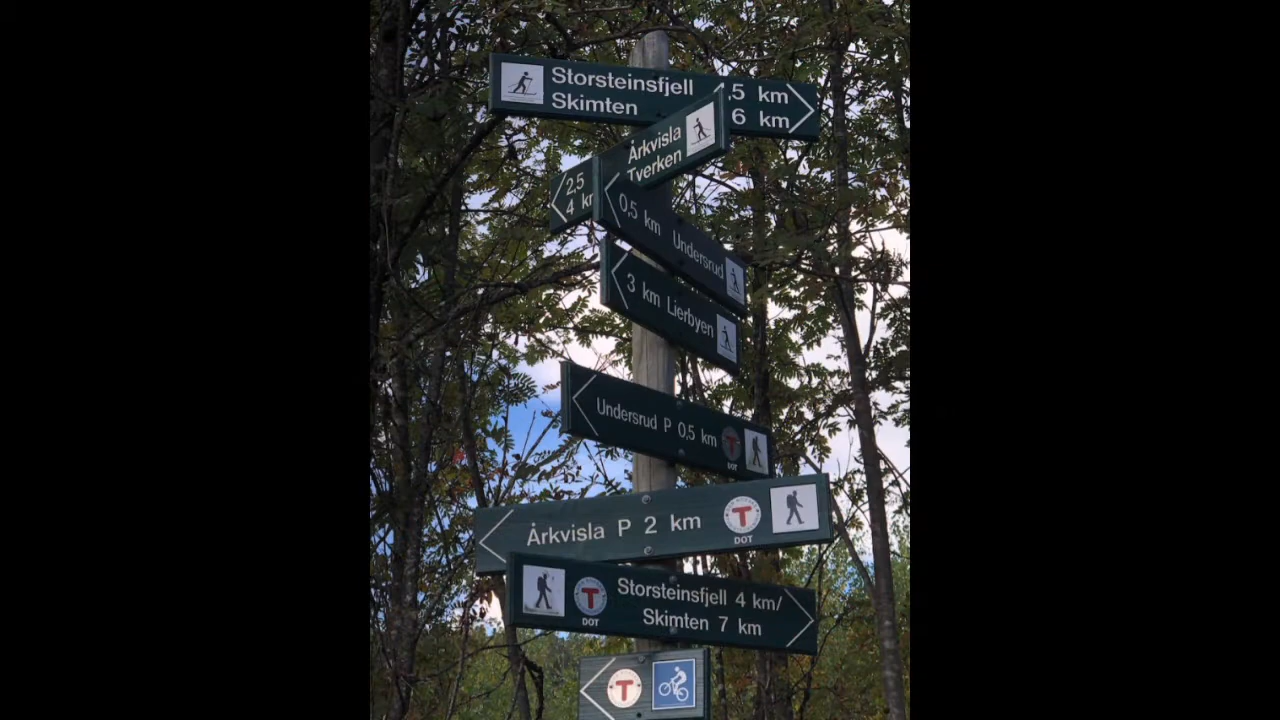 Storsteinsfjell ,5 km
Skimten 6 km
Årkvisla
Tverken
2,5
4 k
0,5 km Undersrud
3 km Lierbyen
Undersrud P 0,5 km T
DOT
Årkvisla P 2 km T
DOT
T Storsteinsfjell 4 km/
DOT Skimten 7 km
T